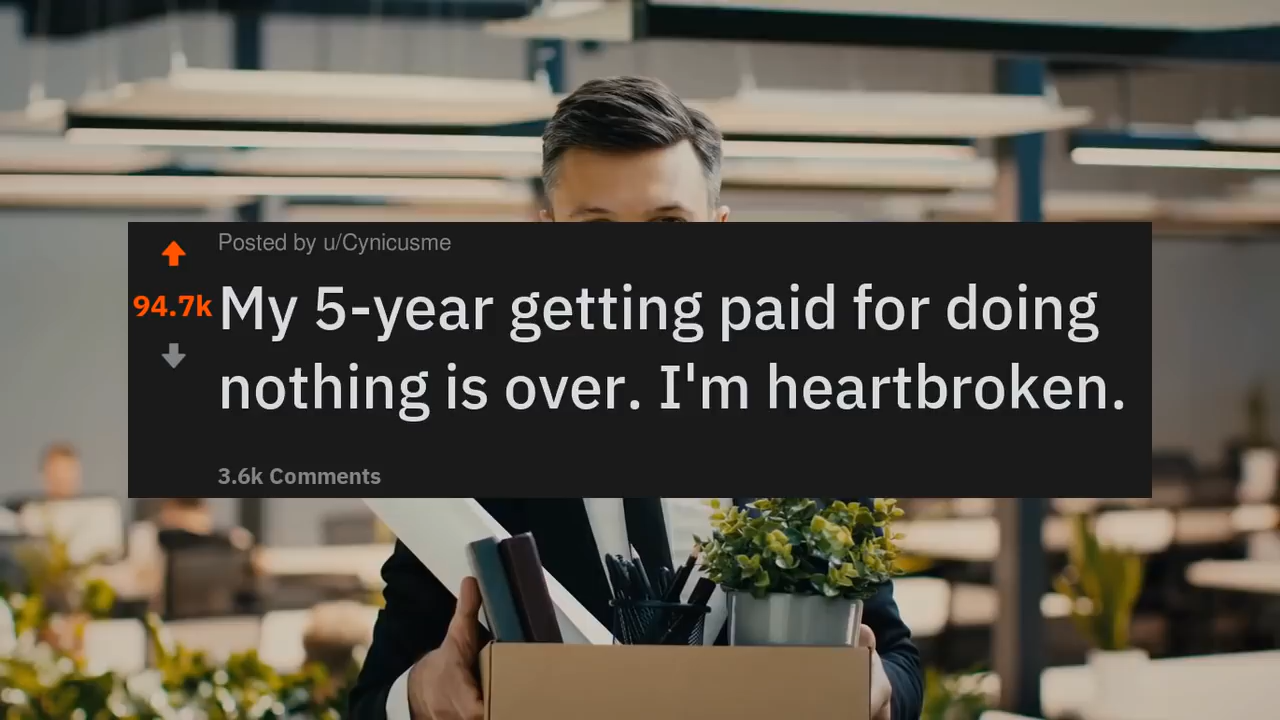 Posted by u/Cynicusme
94.7k
My 5-year getting paid for doing
nothing is over. I'm heartbroken.
3.6k Comments